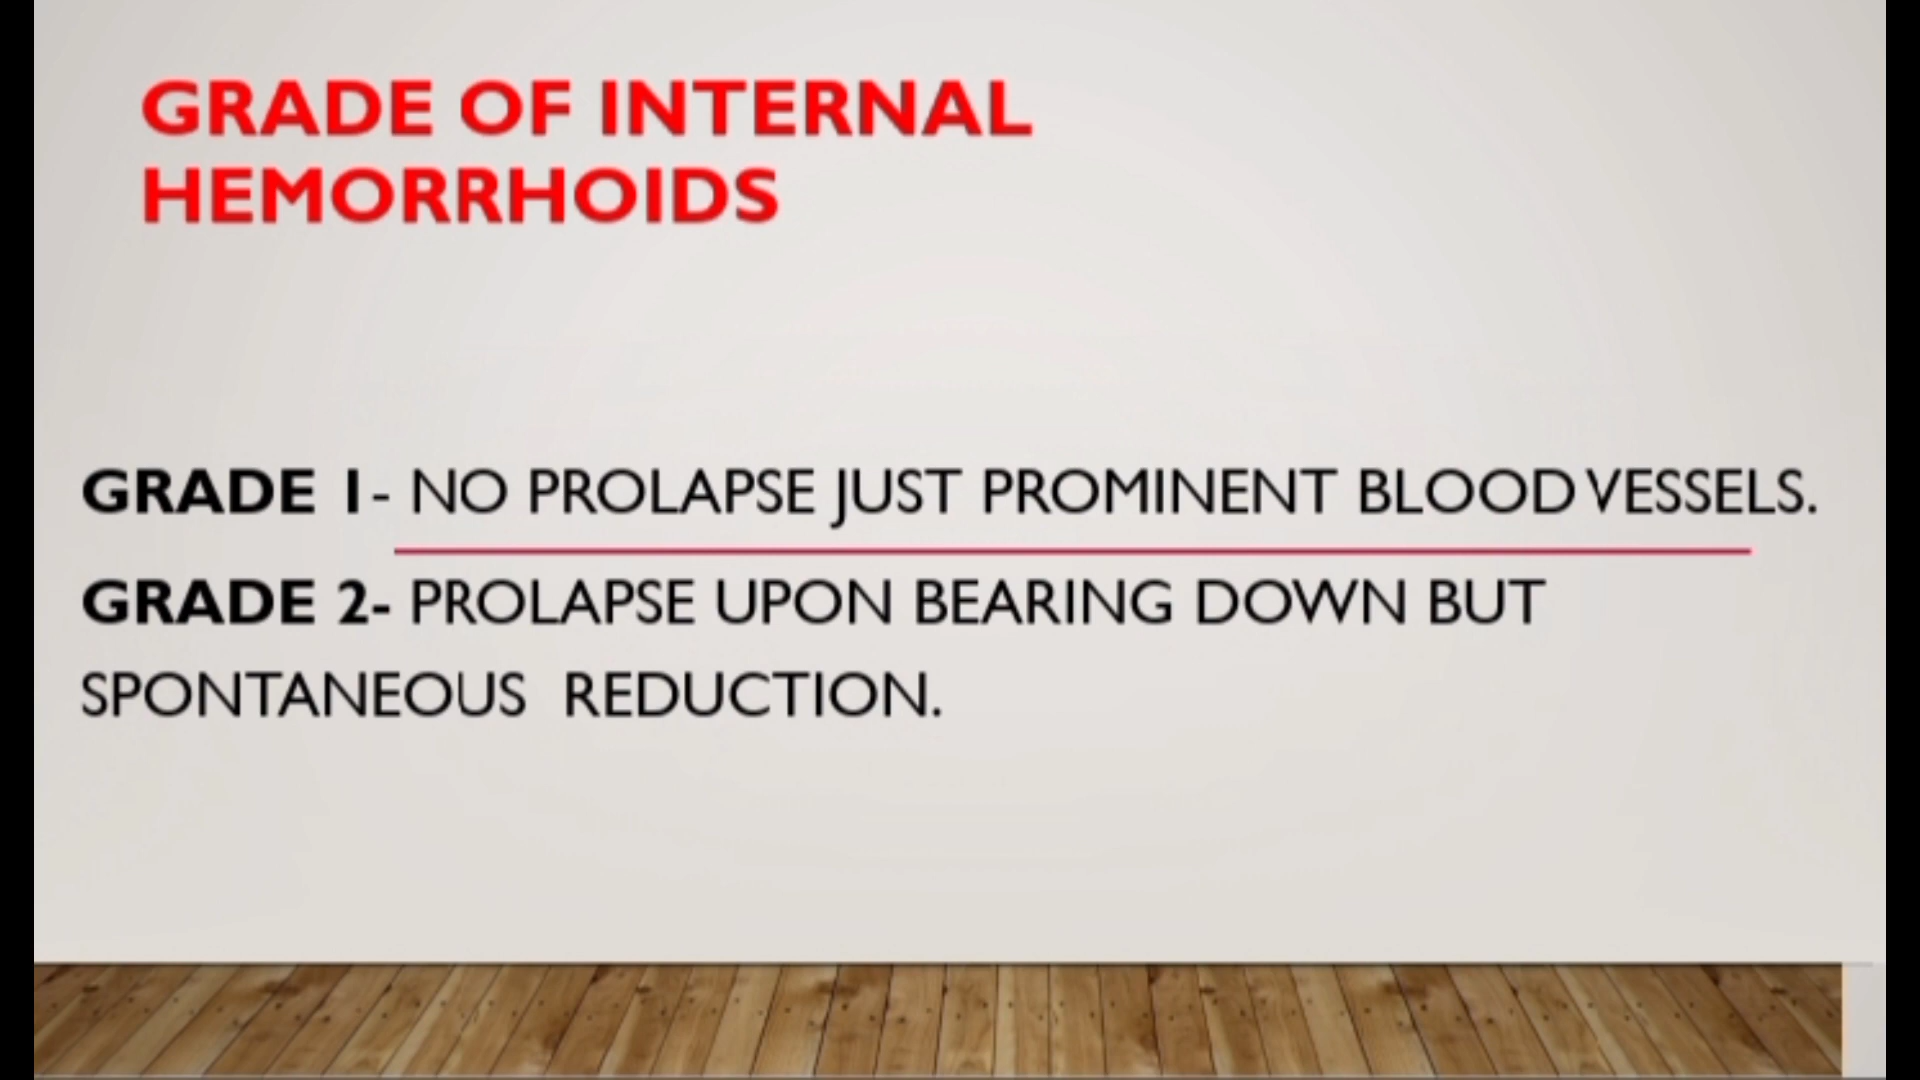 GRADE OF INTERNAL
HEMORRHOIDS
GRADE 1- NO PROLAPSE JUST PROMINENT BLOOD VESSELS.
GRADE 2- PROLAPSE UPON BEARING DOWN BUT
SPONTANEOUS REDUCTION.